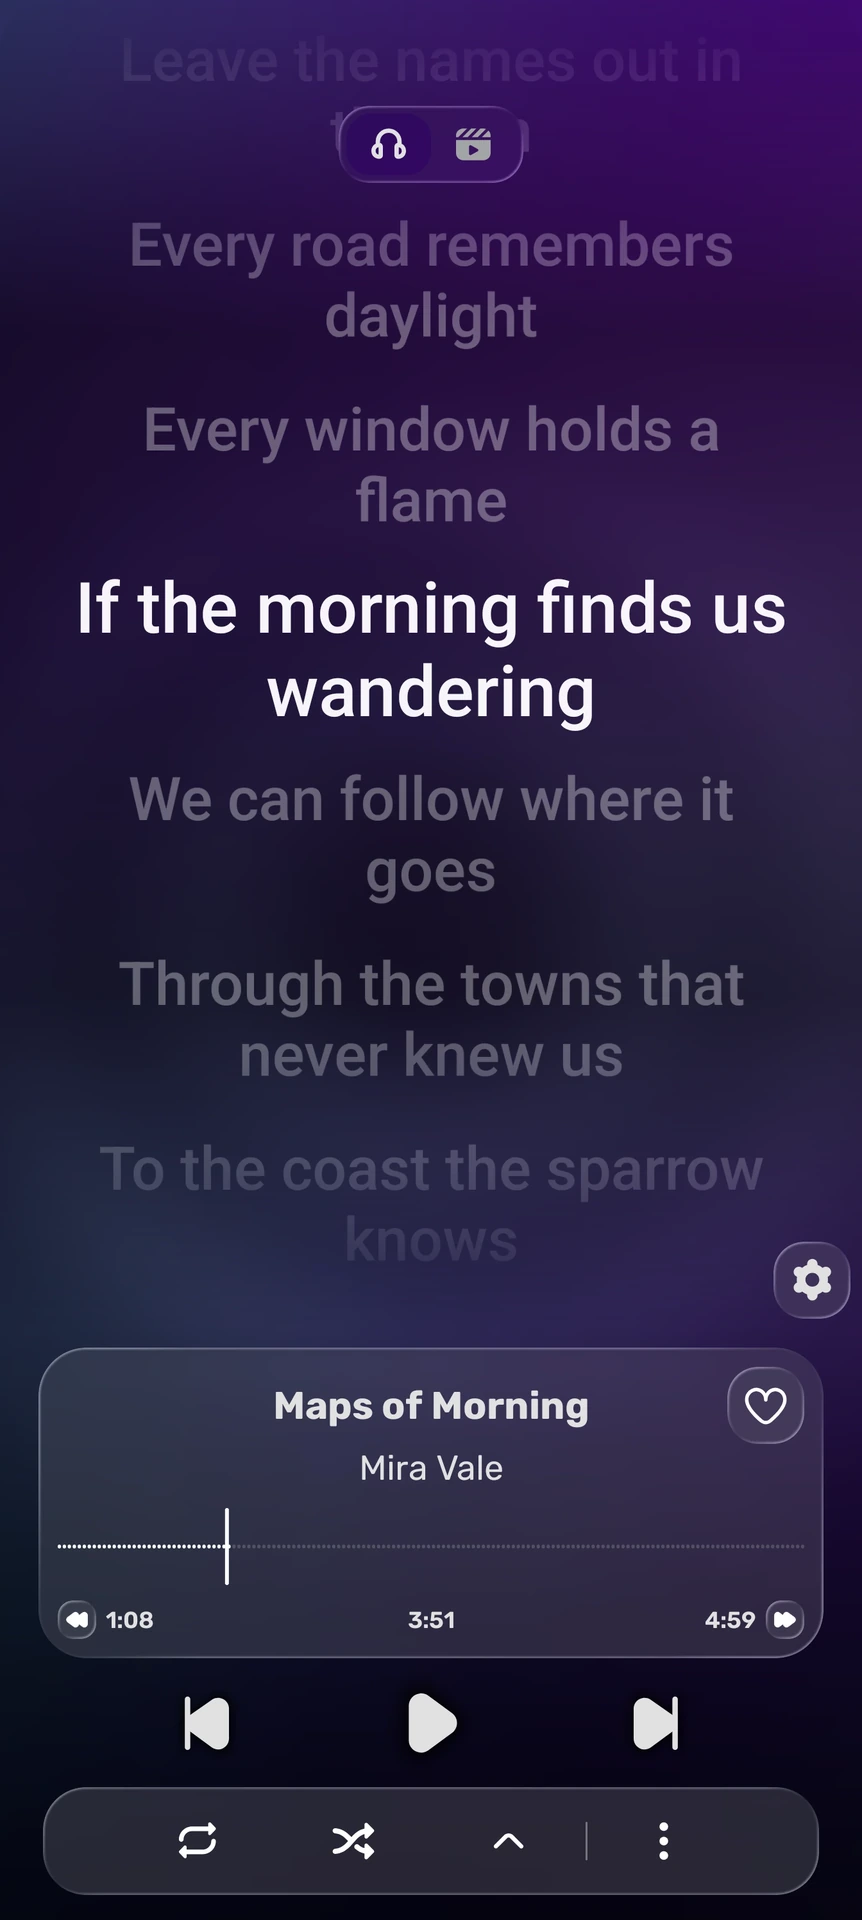 Leave the names out in
Every road remembers
daylight
Every window holds a
flame
If the morning finds us
wandering
We can follow where it
goes
Through the towns that
never knew us
To the coast the sparrow
knows
Maps of Morning
Mira Vale
1:08
3:51
4:59